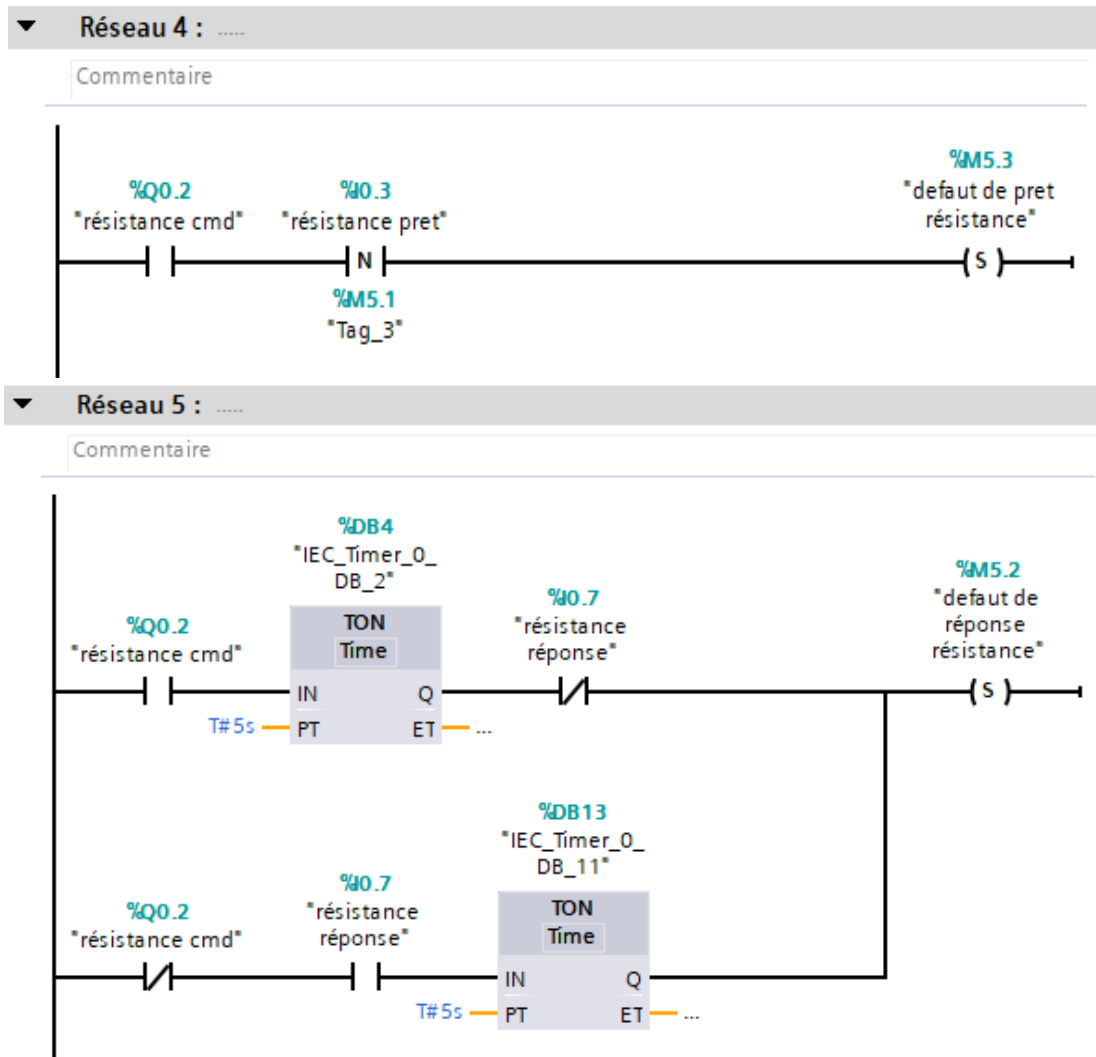 Réseau 4 : .....
Commentaire
%M5.3
"defaut de pret
résistance"
%Q0.2
"résistance cmd"
%I0.3
"résistance pret"
N
S
%M5.1
"Tag_3"
Réseau 5 : .....
Commentaire
%DB4
"IEC_Timer_0_
DB_2"
%M5.2
"defaut de
réponse
résistance"
%Q0.2
"résistance cmd"
TON
Time
%I0.7
"résistance
réponse"
IN
Q
S
T#5s
PT
ET
...
%DB13
"IEC_Timer_0_
DB_11"
%Q0.2
"résistance cmd"
%I0.7
"résistance
réponse"
TON
Time
IN
Q
T#5s
PT
ET
...